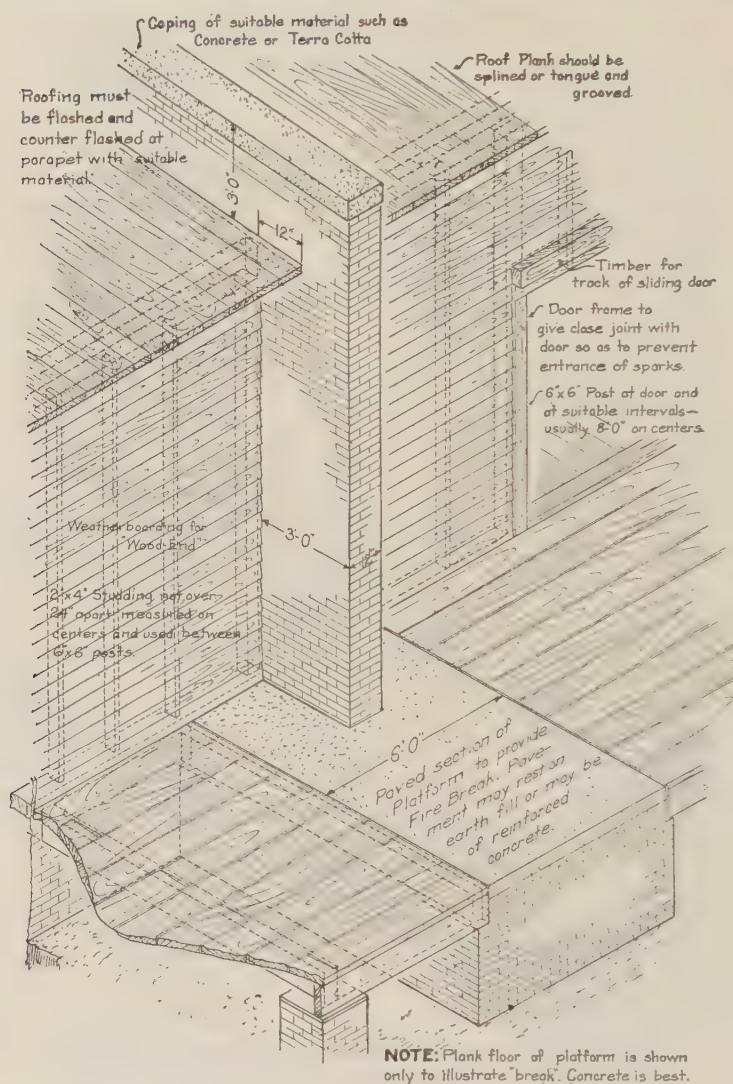 Coping of suitable material such as
Concrete or Terra Cotta
Roof Plank should be
splined or tongue and
grooved.
Roofing must
be flashed and
counter flashed at
parapet with suitable
material.
3'-0"
12"
Timber for
track of sliding door
Door frame to
give close joint with
door so as to prevent
entrance of sparks.
6"x6" Post at door and
at suitable intervals—
usually 8'-0" on centers.
Weatherboarding for
"Wood-End"
3'-0"
12"
2"x4" Studding not over
24" apart measured on
centers and used between
6"x6" posts.
6'-0"
Paved section of
Platform to provide
Fire Break. Pave-
ment may rest on
earth fill or may be
of reinforced
concrete.
NOTE: Plank floor of platform is shown
only to illustrate "break". Concrete is best.